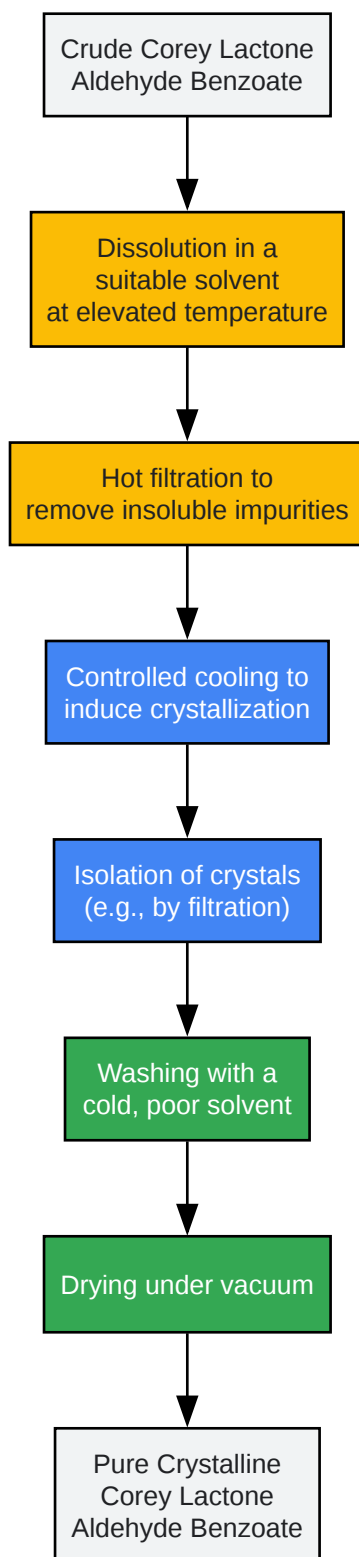 Crude Corey Lactone
Aldehyde Benzoate
Dissolution in a
suitable solvent
at elevated temperature
Hot filtration to
remove insoluble impurities
Controlled cooling to
induce crystallization
Isolation of crystals
(e.g., by filtration)
Washing with a
cold, poor solvent
Drying under vacuum
Pure Crystalline
Corey Lactone
Aldehyde Benzoate